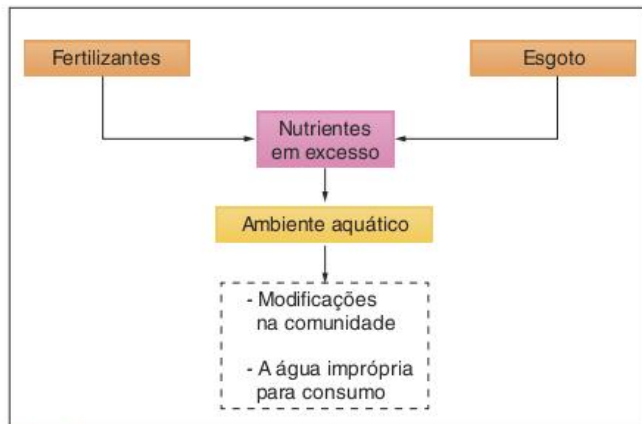 Fertilizantes
Esgoto
Nutrientes
em excesso
Ambiente aquático
- Modificações
na comunidade
- A água imprópria
para consumo